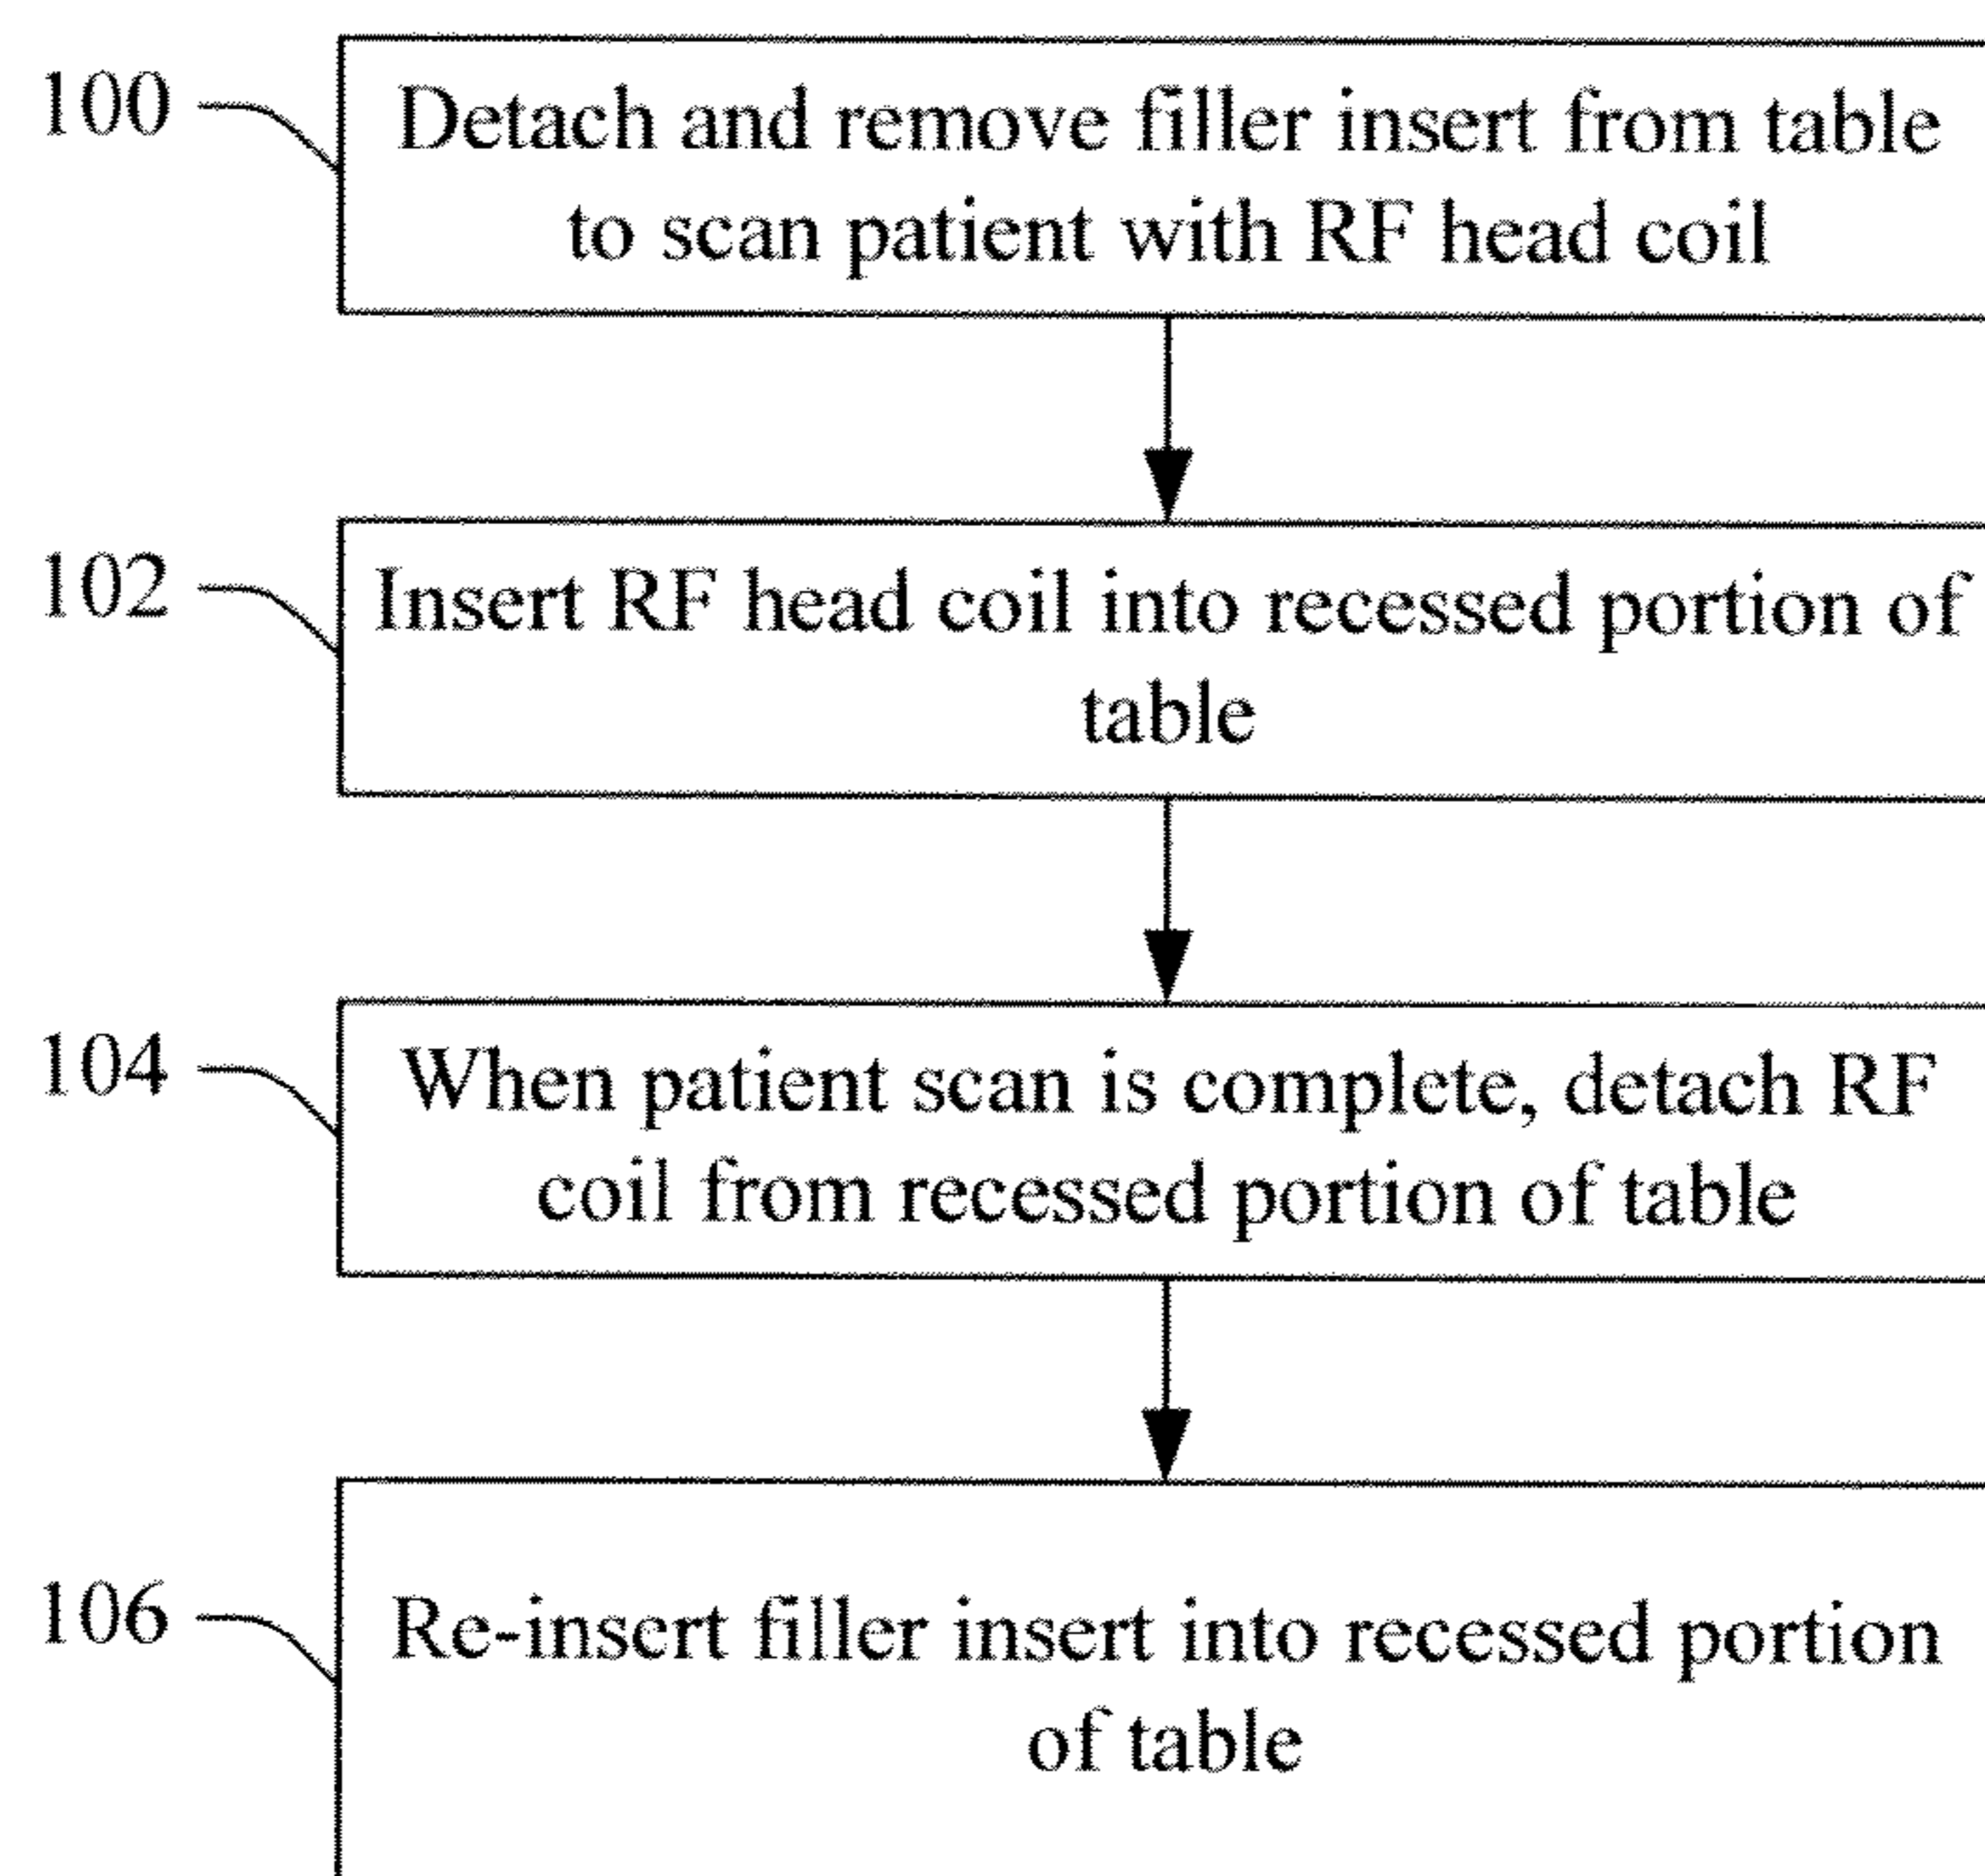 100
Detach and remove filler insert from table
to scan patient with RF head coil
102
Insert RF head coil into recessed portion of
table
104
When patient scan is complete, detach RF
coil from recessed portion of table
106
Re-insert filler insert into recessed portion
of table